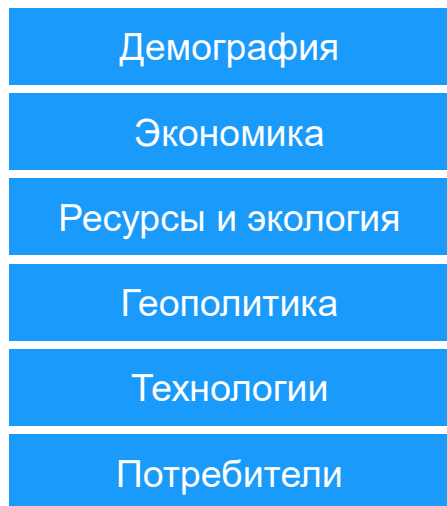 Демография
Экономика
Ресурсы и экология
Геополитика
Технологии
Потребители